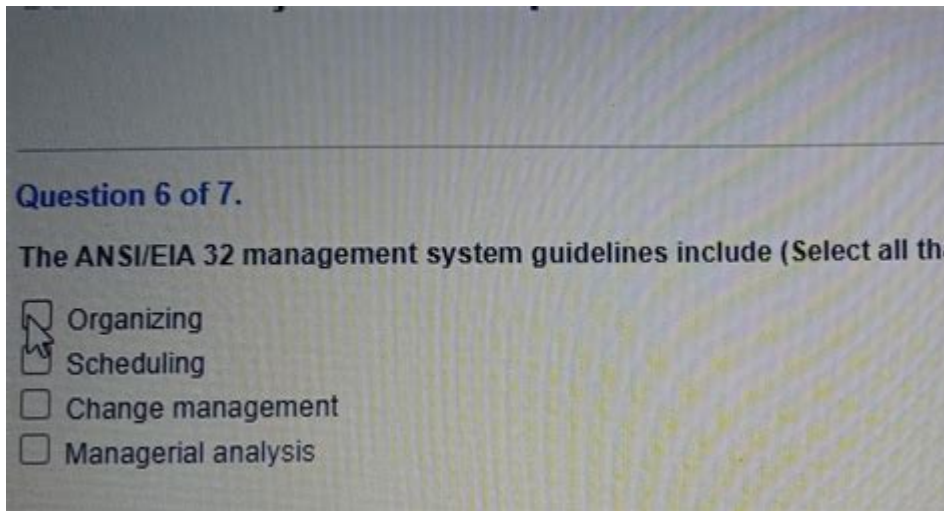 Question 6 of 7.
The ANSI/EIA 32 management system guidelines include (Select all
Organizing
Scheduling
Change management
Managerial analysis